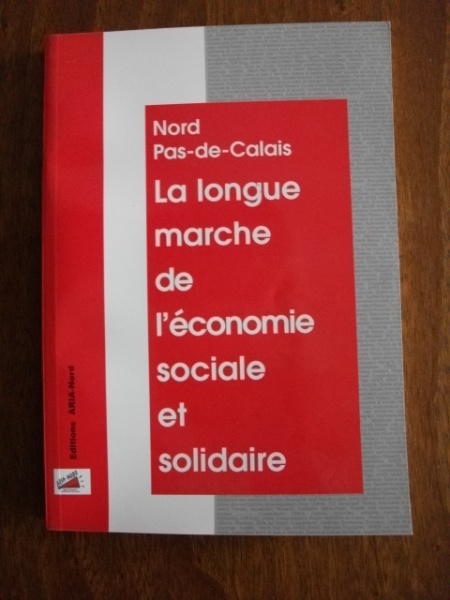 Nord
Pas-de-Calais
La longue
marche
de
l'économie
sociale
et
solidaire
Editions ARIA-Nord